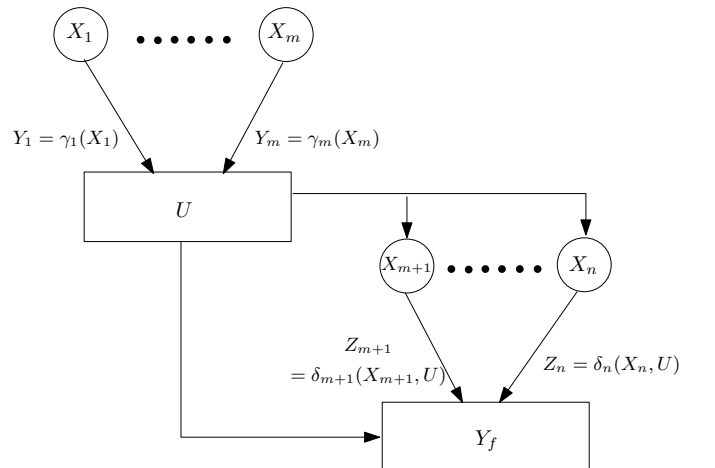 X_1 X_m
Y_1 = γ_1(X_1) Y_m = γ_m(X_m)
U
X_{m+1} X_n
Z_{m+1}
= δ_{m+1}(X_{m+1}, U)
Z_n = δ_n(X_n, U)
Y_f